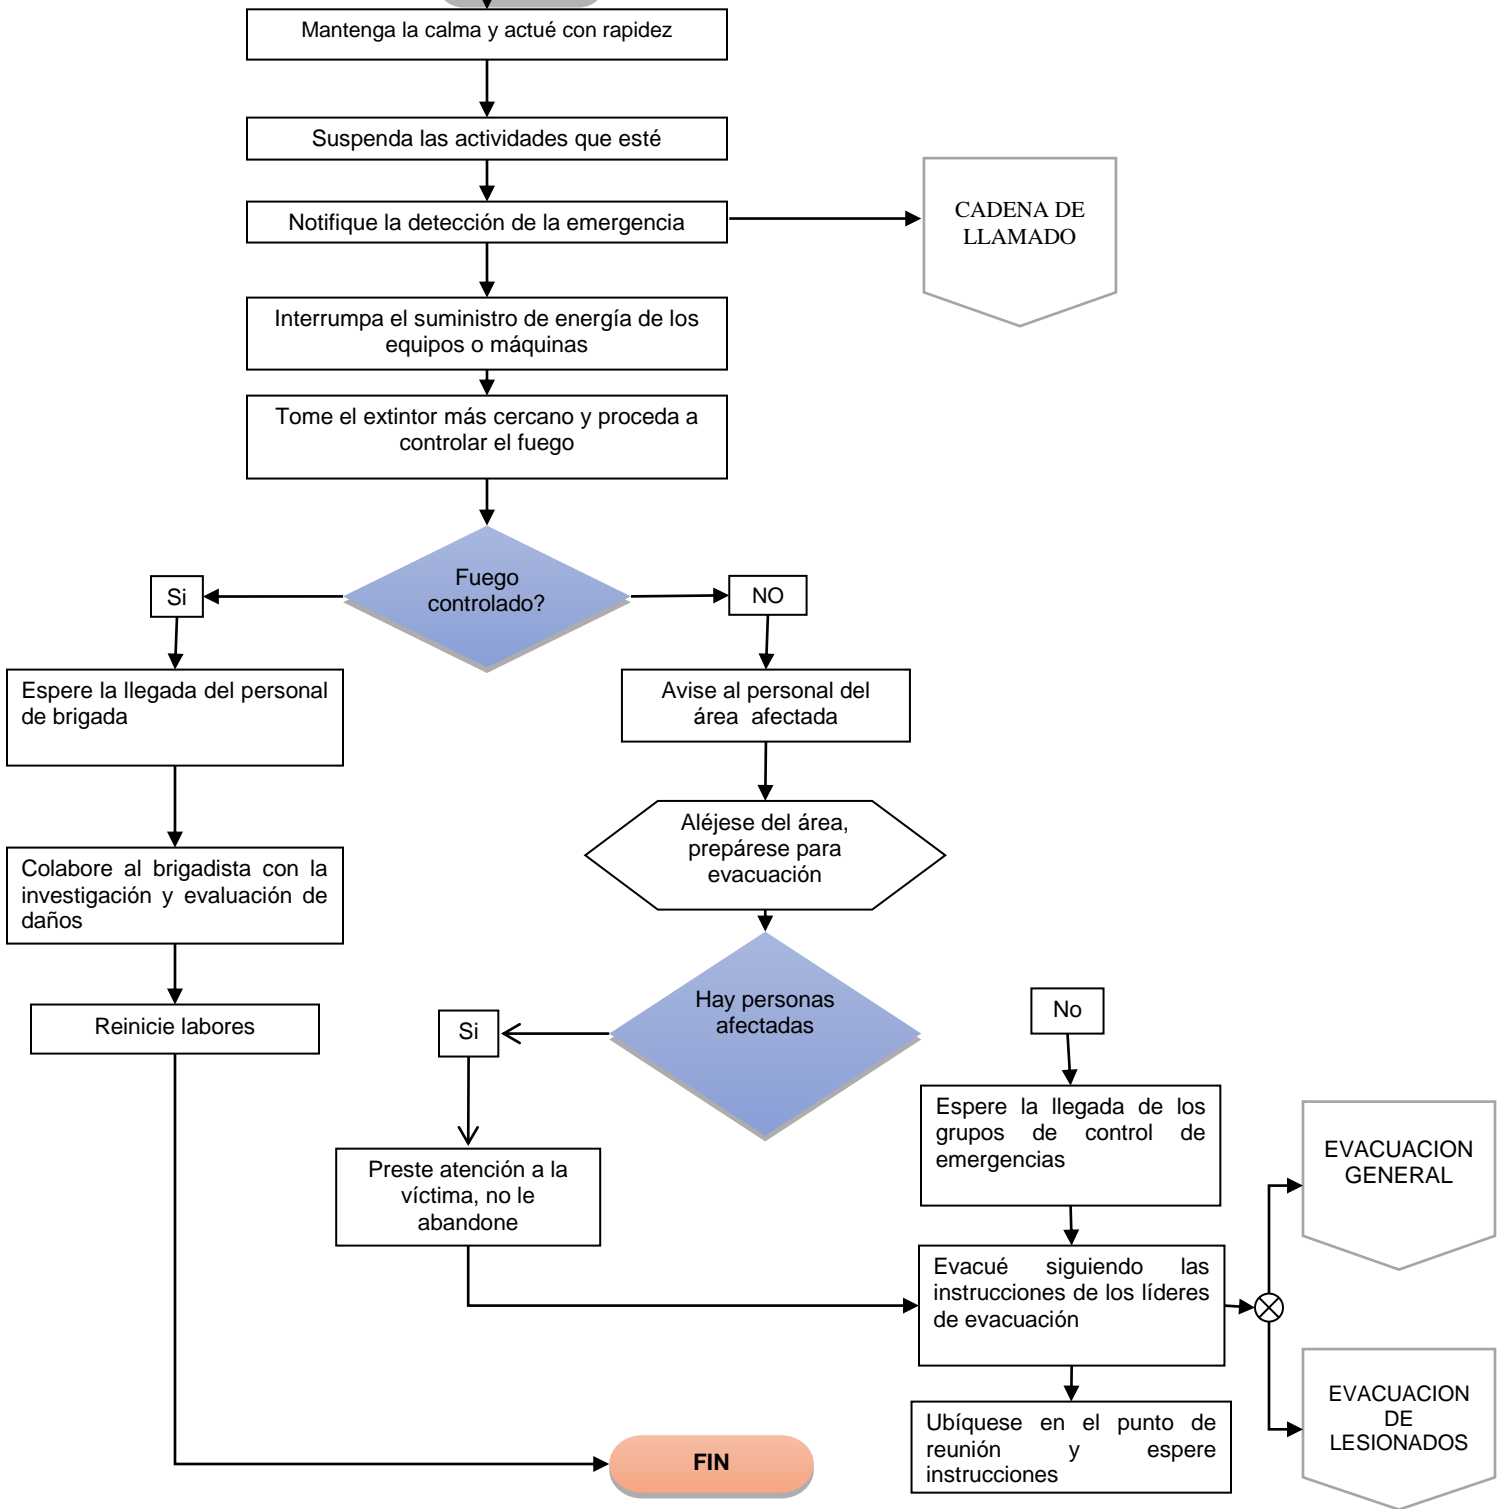 Mantenga la calma y actué con rapidez
Suspenda las actividades que esté
Notifique la detección de la emergencia
CADENA DE
LLAMADO
Interrumpa el suministro de energía de los
equipos o máquinas
Tome el extintor más cercano y proceda a
controlar el fuego
Fuego
controlado?
Si
NO
Espere la llegada del personal
de brigada
Avise al personal del
área afectada
Aléjese del área,
prepárese para
evacuación
Colabore al brigadista con la
investigación y evaluación de
daños
Hay personas
afectadas
Reinicie labores
Si
No
Espere la llegada de los
grupos de control de
emergencias
EVACUACION
GENERAL
Preste atención a la
víctima, no le
abandone
Evacué siguiendo las
instrucciones de los líderes
de evacuación
EVACUACION
DE
LESIONADOS
Ubíquese en el punto de
reunión y espere
instrucciones
FIN